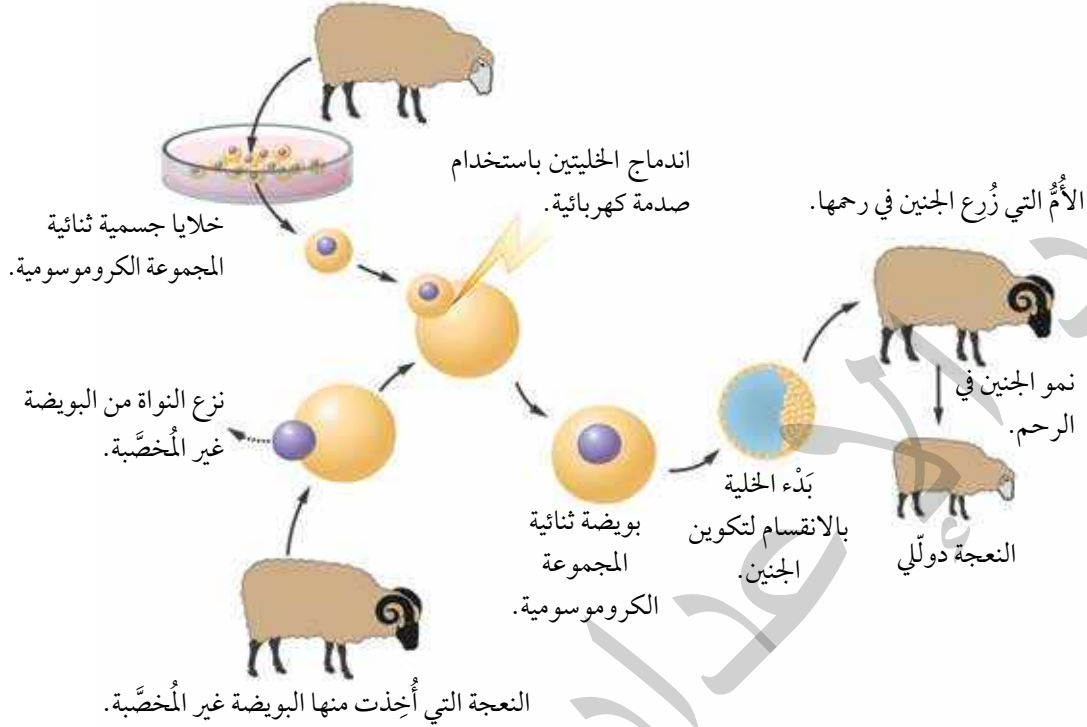 اندماج الخليتين باستخدام
صدمة كهربائية.
الأُمُّ التي زُرع الجنين في رحمها.
خلايا جسمية ثنائية
المجموعة الكروموسومية.
نمو الجنين في
الرحم.
نزع النواة من البويضة
غير المُخصَّبة.
بَدْء الخلية
بالانقسام لتكوين
الجنين.
بويضة ثنائية
المجموعة
الكروموسومية.
النعجة دولّلي
النعجة التي أُخِذت منها البويضة غير المُخصَّبة.